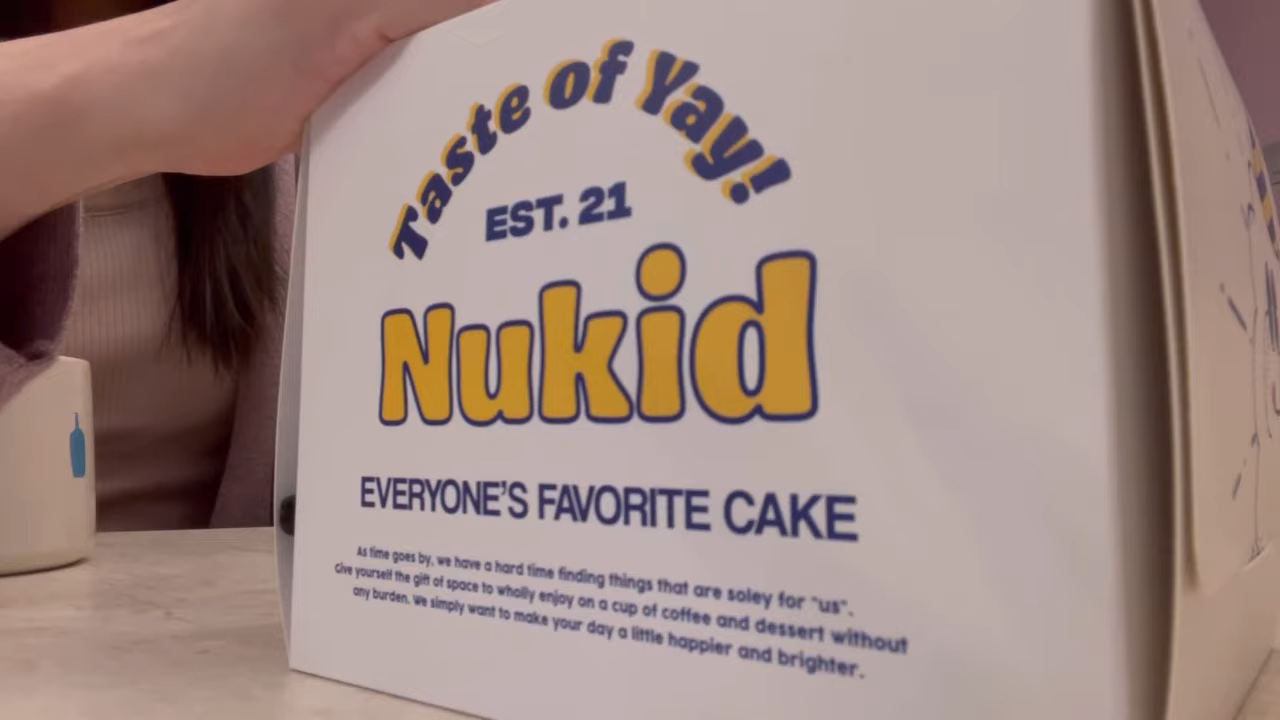 Taste of Yay!
EST. 21
Nukid
EVERYONE'S FAVORITE CAKE
As time goes by, we have a hard time finding things that are soley for "us".
Give yourself the gift of space to wholly enjoy on a cup of coffee and dessert without
any burden. We simply want to make your day a little happier and brighter.